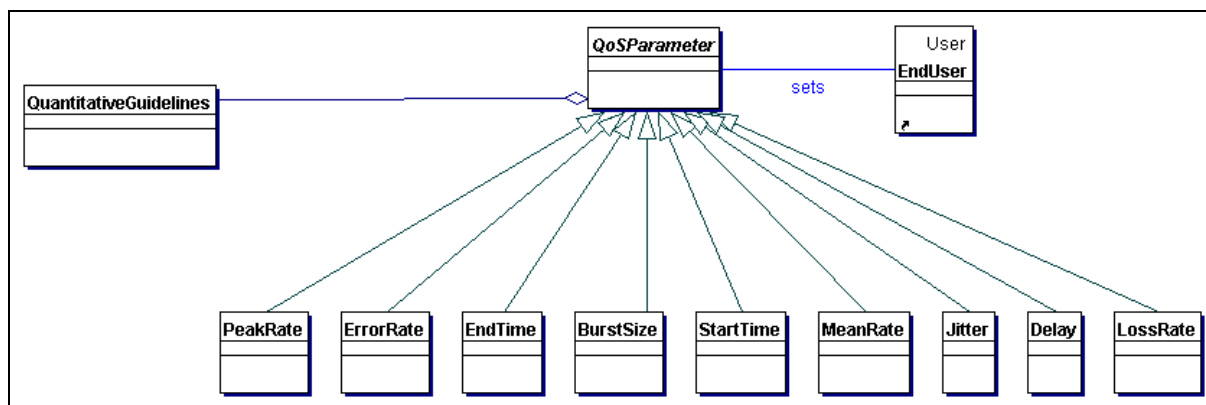 QoSParameter
User
EndUser
sets
QuantitativeGuidelines
PeakRate
ErrorRate
EndTime
BurstSize
StartTime
MeanRate
Jitter
Delay
LossRate